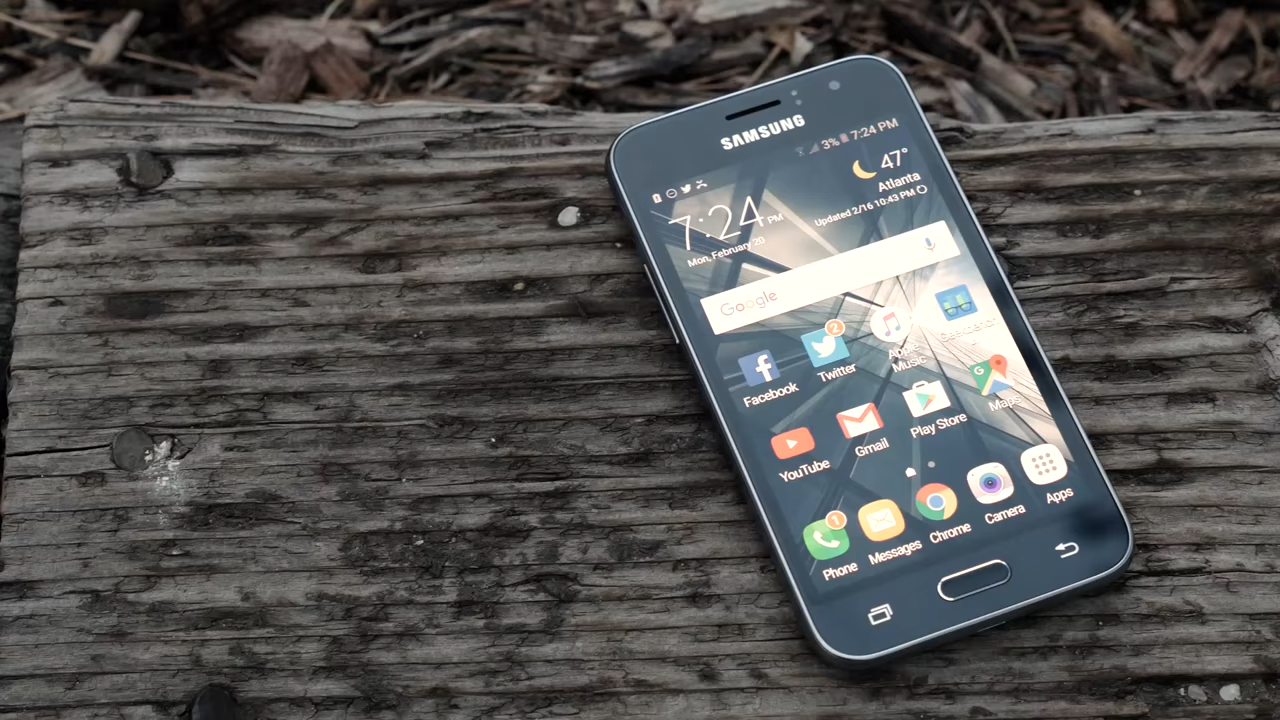 SAMSUNG
3% 7:24 PM
7:24 PM
Mon, February 20
47°
Atlanta
Updated 2/16 10:43 PM
Google
Facebook
2
Twitter
Apple
Music
G
YouTube
Gmail
Play Store
Maps
1
Phone
Messages
Chrome
Camera
Apps